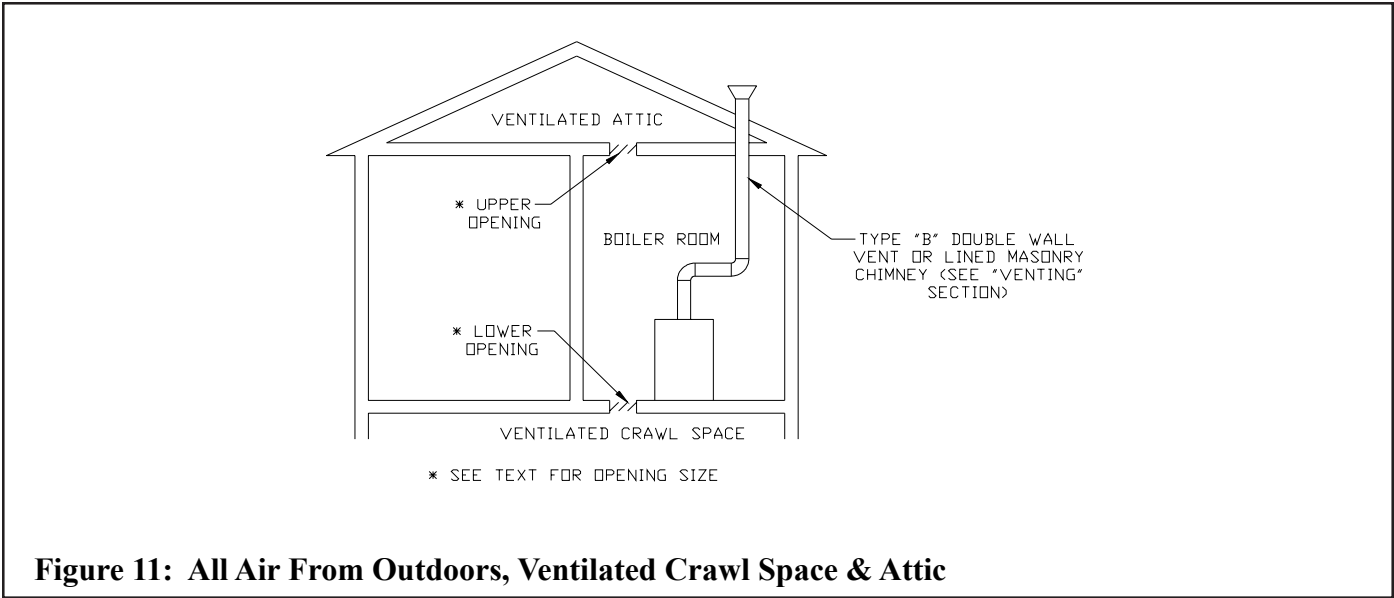 VENTILATED ATTIC
* UPPER
OPENING
BOILER ROOM
TYPE "B" DOUBLE WALL
VENT OR LINED MASONRY
CHIMNEY (SEE "VENTING"
SECTION)
* LOWER
OPENING
VENTILATED CRAWL SPACE
* SEE TEXT FOR OPENING SIZE
Figure 11: All Air From Outdoors, Ventilated Crawl Space & Attic